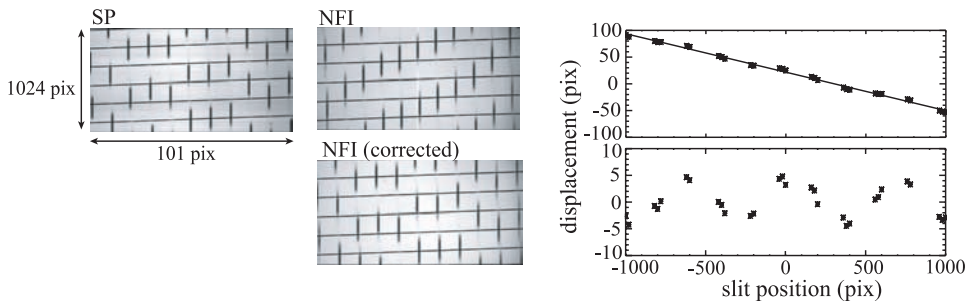 SP
NFI
1024 pix
101 pix
NFI (corrected)
displacement (pix)
100
50
0
-50
-100
10
5
0
-5
-10
-1000
-500
0
500
1000
slit position (pix)